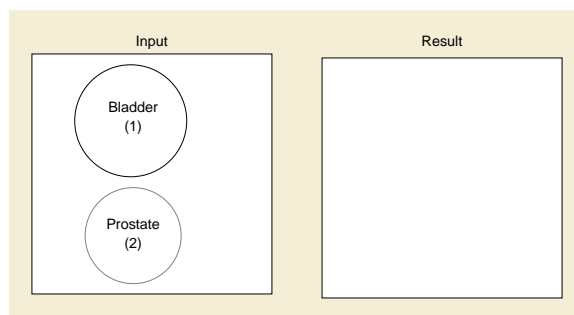 Input
Result
Bladder
(1)
Prostate
(2)